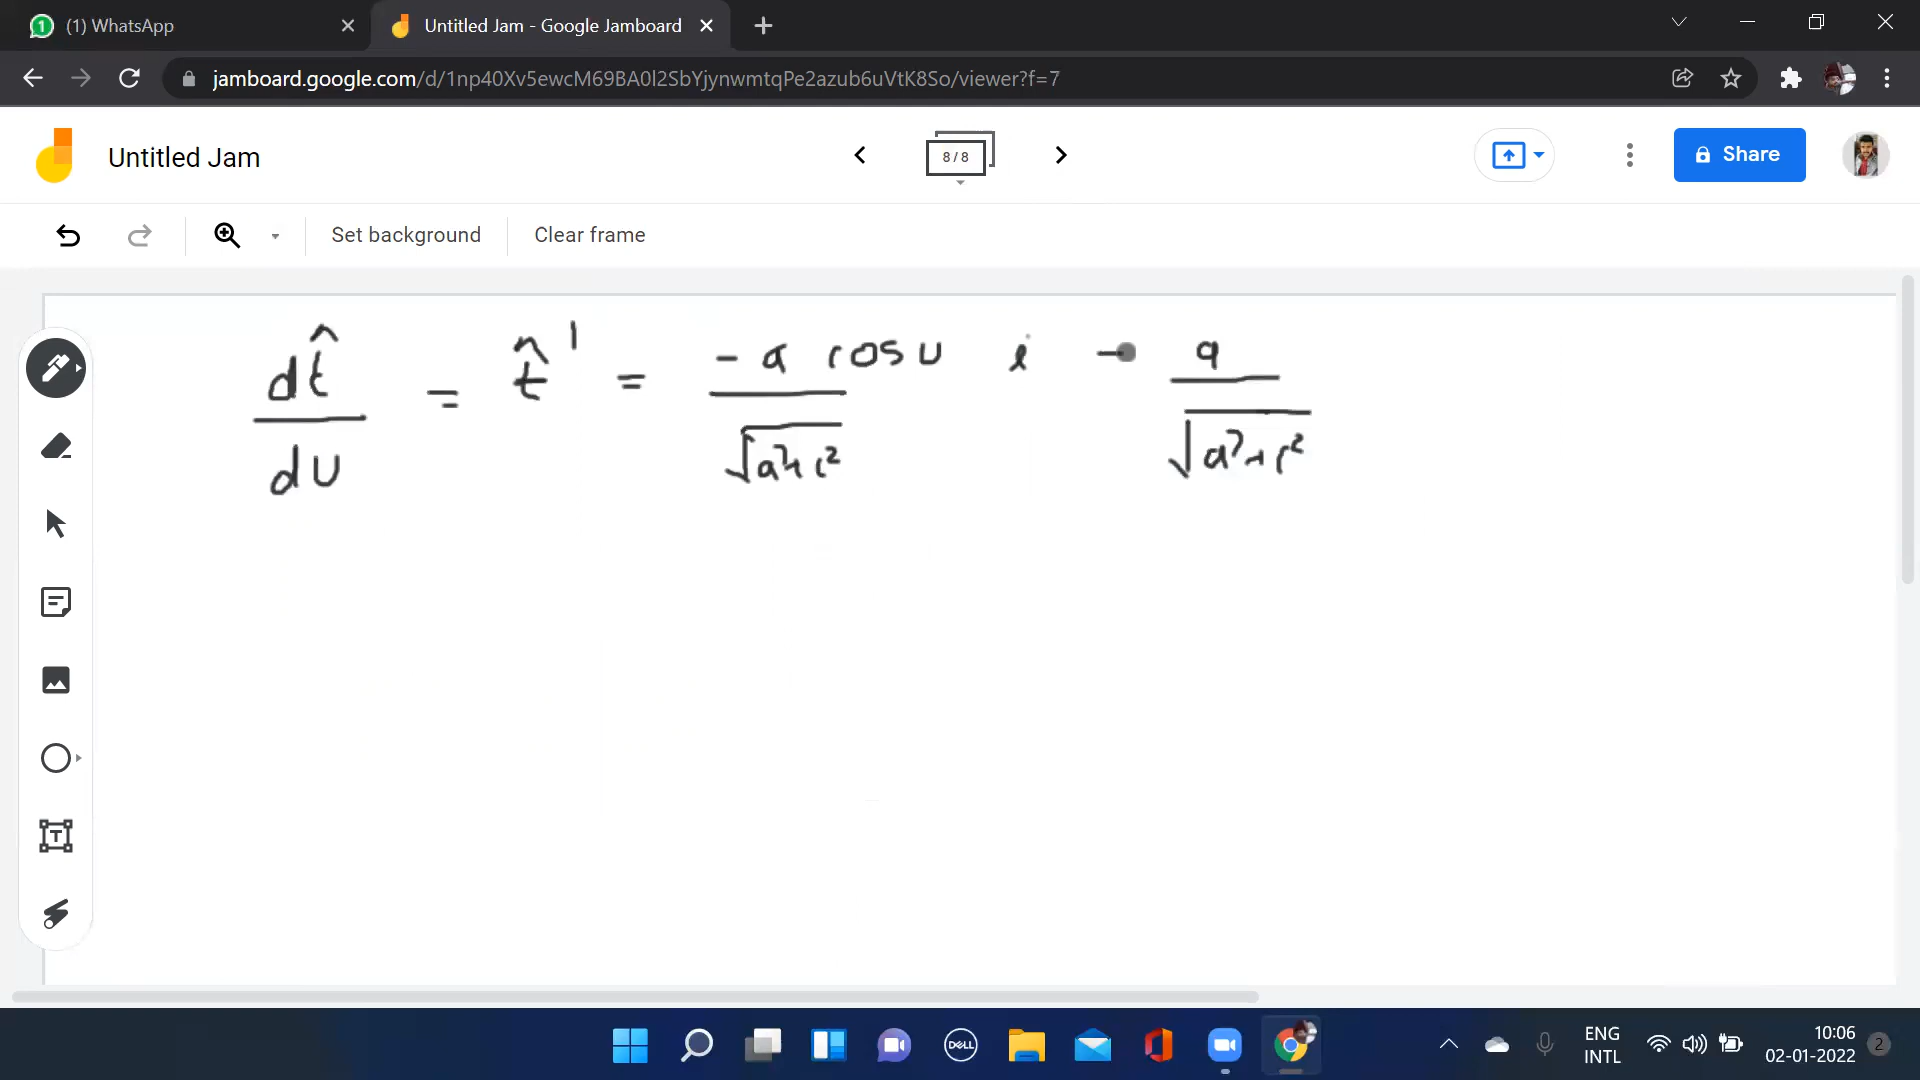 (1) WhatsApp
Untitled Jam - Google Jamboard
jamboard.google.com/d/1np40Xv5ewcM69BA0l2SbYjynwmtqPe2azub6uVtK8So/viewer?f=7
Untitled Jam
8/8
Share
Set background
Clear frame
dt̂/du = t̂' = - a cos u / √a²+c² i - a / √a²+c²
T
DELL
ENG
INTL
10:06
02-01-2022
2